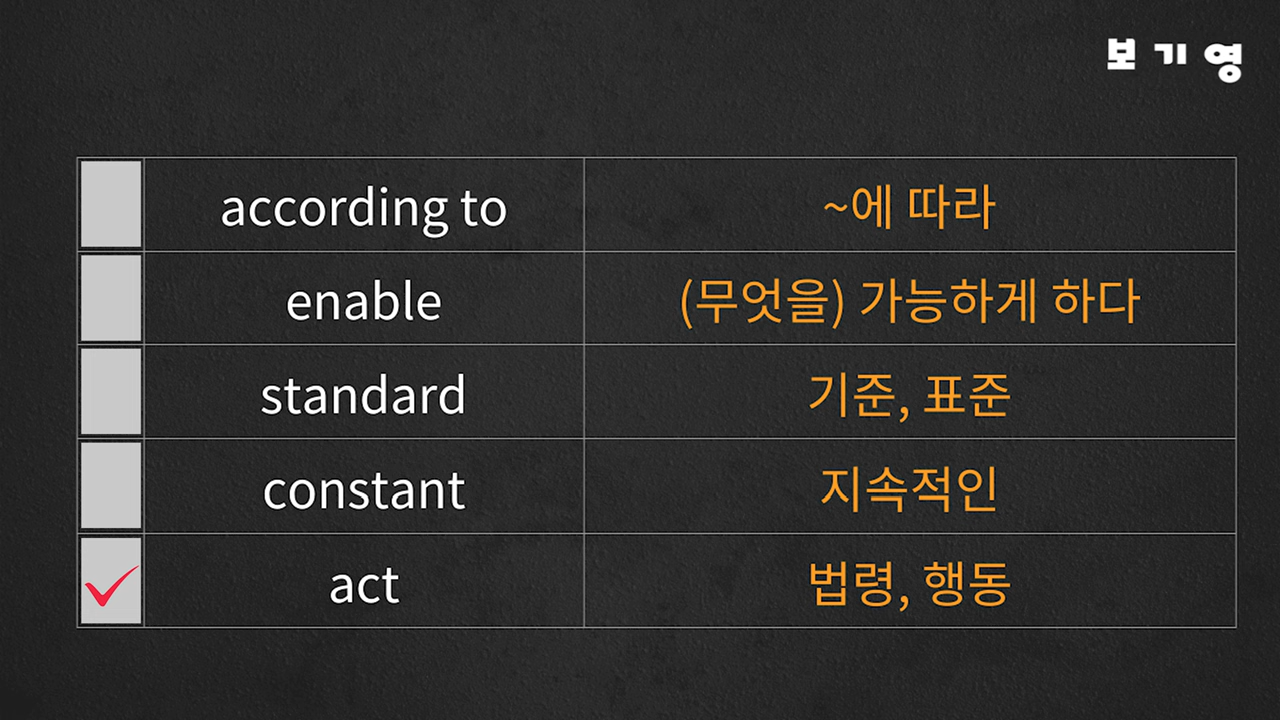 보기영
according to ~에 따라
enable (무엇을) 가능하게 하다
standard 기준, 표준
constant 지속적인
act 법령, 행동